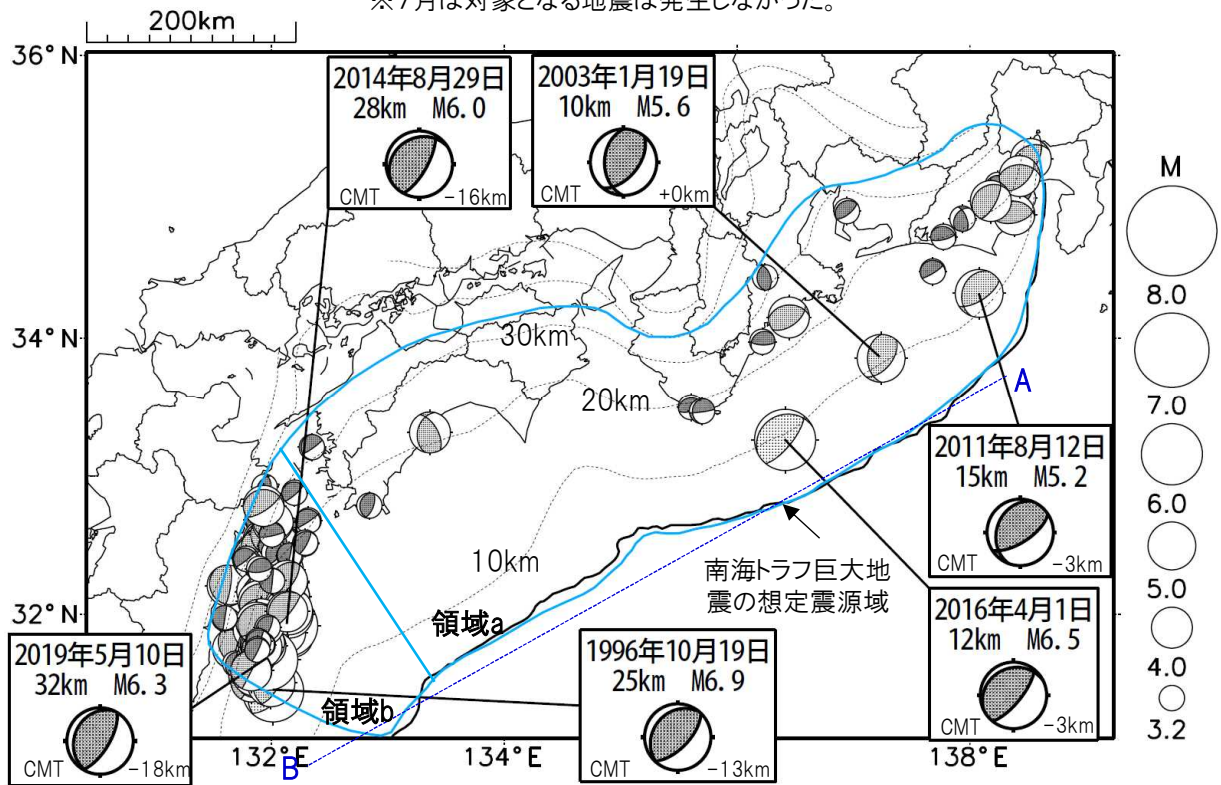 ※7月は対象となる地震は発生しなかった。
200km
36°N
34°N
32°N
132°E
134°E
138°E
2014年8月29日
28km M6.0
CMT -16km
2003年1月19日
10km M5.6
CMT +0km
M
8.0
7.0
6.0
5.0
4.0
3.2
30km
20km
10km
A
2011年8月12日
15km M5.2
CMT -3km
南海トラフ巨大地
震の想定震源域
領域a
2016年4月1日
12km M6.5
CMT -3km
2019年5月10日
32km M6.3
CMT -18km
1996年10月19日
25km M6.9
CMT -13km
領域b
B